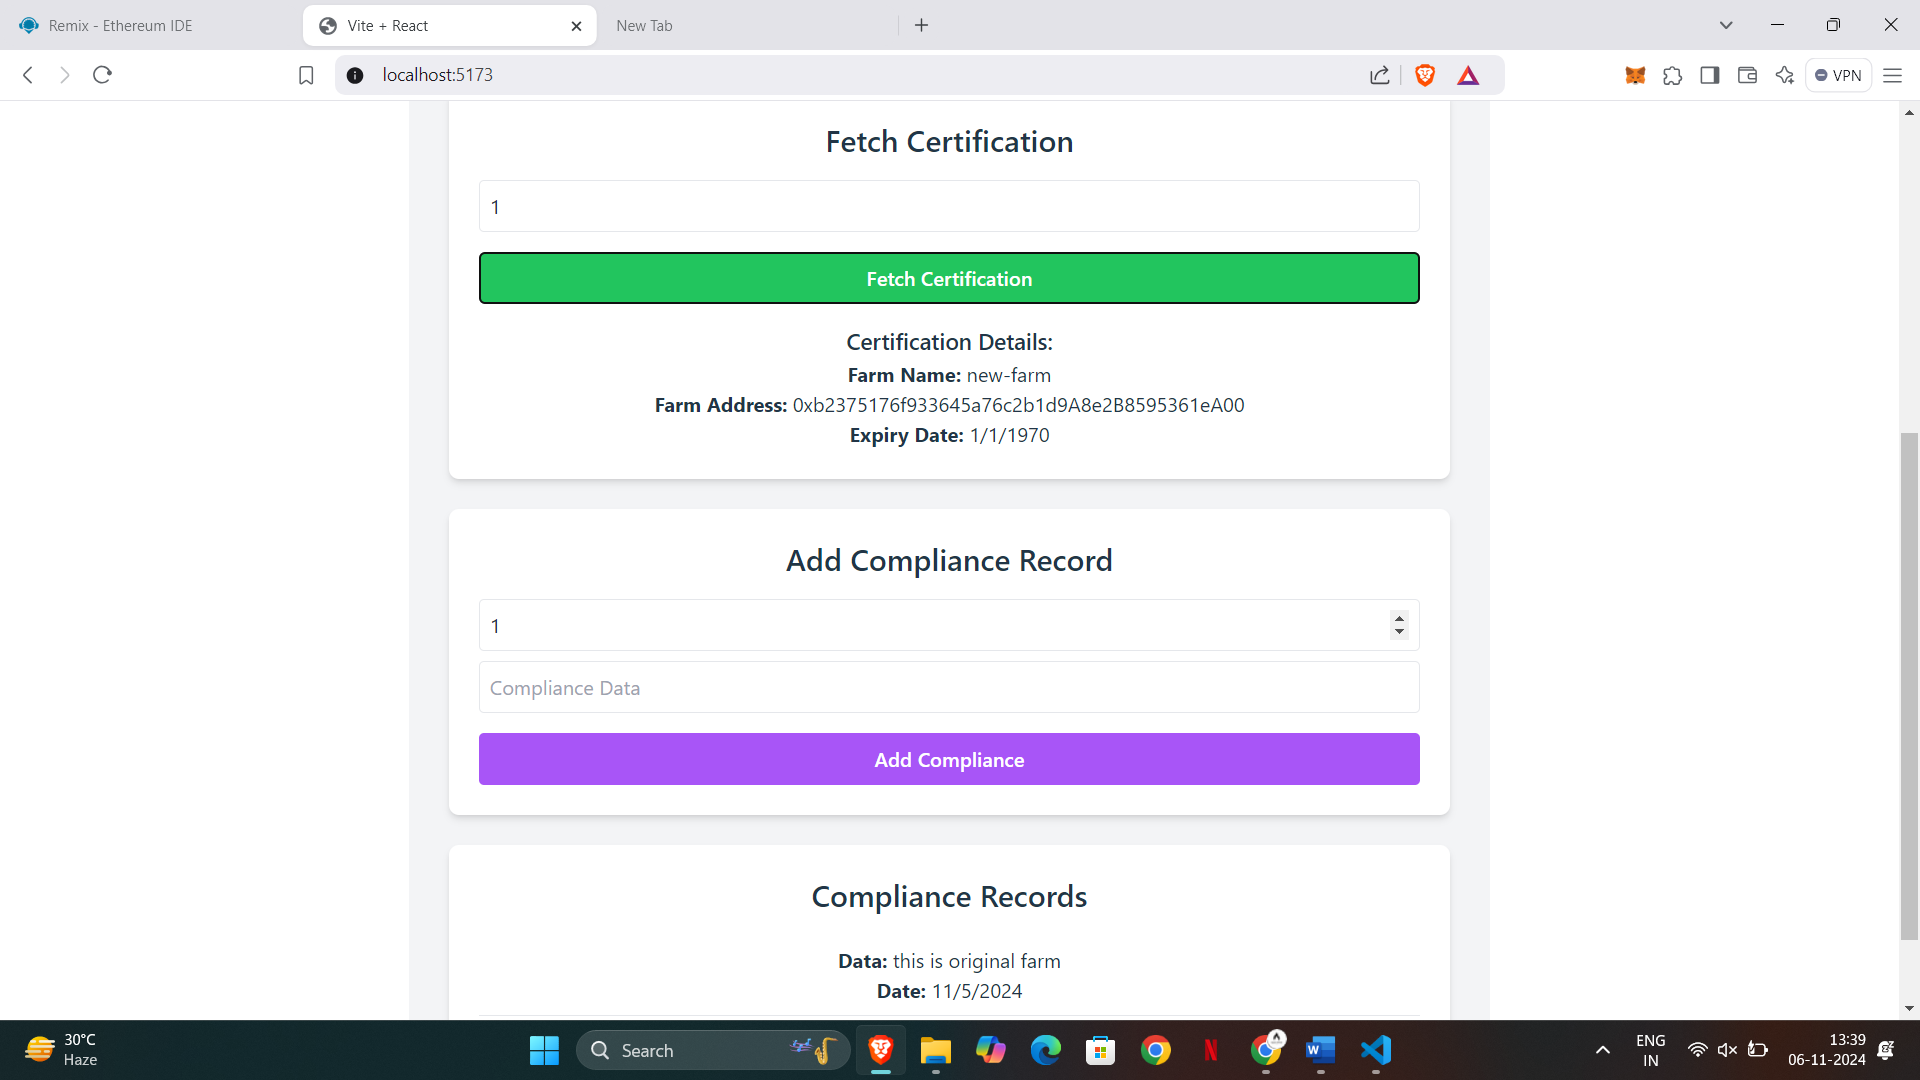 Remix - Ethereum IDE
Vite + React
New Tab
localhost:5173
VPN
Fetch Certification
1
Fetch Certification
Certification Details:
Farm Name: new-farm
Farm Address: 0xb2375176f933645a76c2b1d9A8e2B8595361eA00
Expiry Date: 1/1/1970
Add Compliance Record
1
Compliance Data
Add Compliance
Compliance Records
Data: this is original farm
Date: 11/5/2024
30°C
Haze
Search
ENG
IN
13:39
06-11-2024